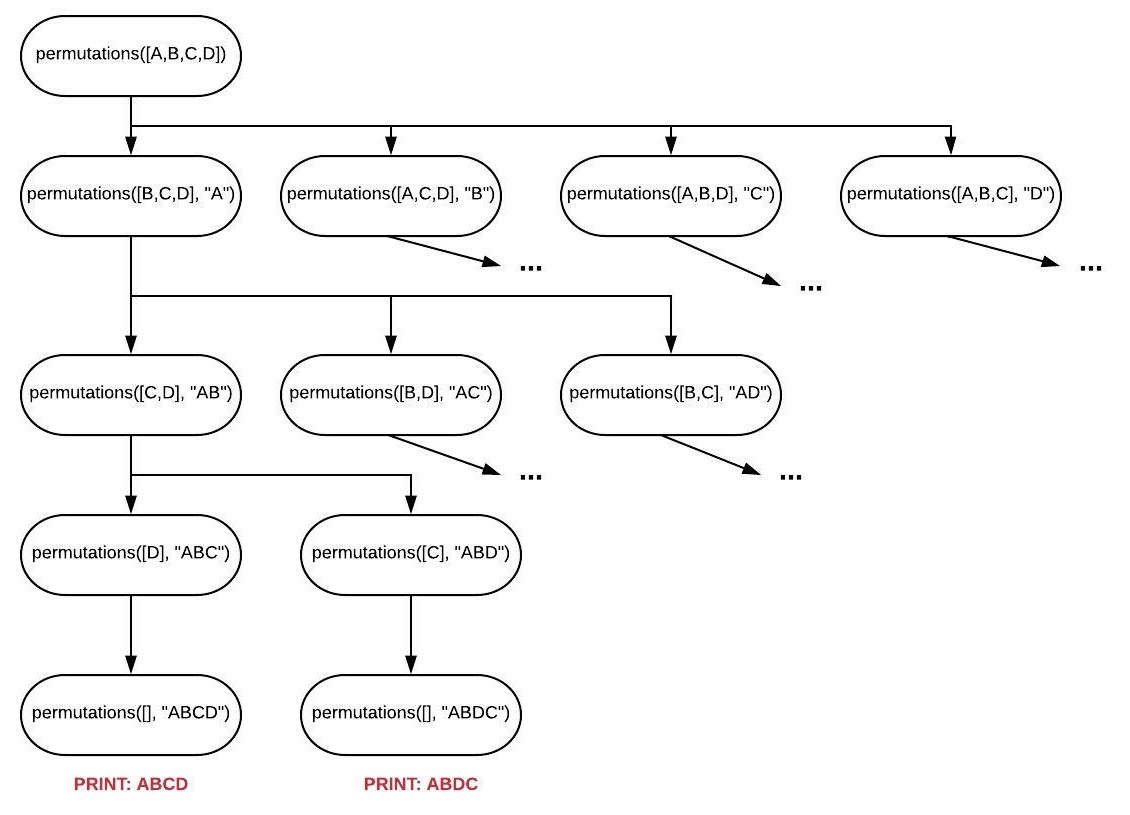 permutations([A,B,C,D])
permutations([B,C,D], "A")
permutations([A,C,D], "B")
permutations([A,B,D], "C")
permutations([A,B,C], "D")
...
...
...
permutations([C,D], "AB")
permutations([B,D], "AC")
permutations([B,C], "AD")
...
...
permutations([D], "ABC")
permutations([C], "ABD")
permutations([], "ABCD")
permutations([], "ABDC")
PRINT: ABCD
PRINT: ABDC